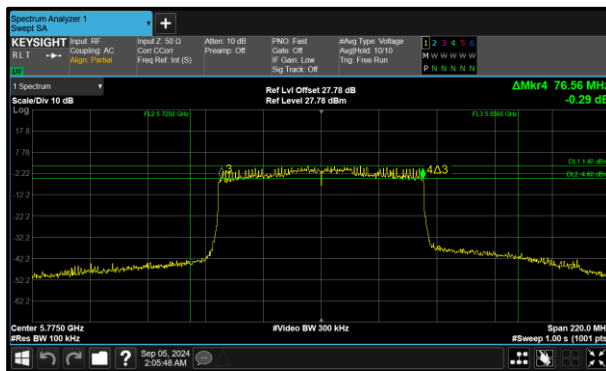 Spectrum Analyzer 1
Swept SA
KEYSIGHT Input: RF Input Z: 50 Ω Atten: 10 dB PNO: Fast #Avg Type: Voltage 1 2 3 4 5 6
RLT Coupling: AC Corr CCorr Preamp: Off Gate: Off Avg|Hold: 10/10 M W W W W W
Align: Partial Freq Ref: Int (S) IF Gain: Low Trig: Free Run
LW Sig Track: Off P N N N N N
1 Spectrum Ref Lvl Offset 27.78 dB ΔMkr4 76.56 MHz
Scale/Div 10 dB Ref Level 27.78 dBm -0.29 dB
Log FL2 5.7250 GHz FL3 5.8500 GHz
17.8
7.78
DL1 1.40 dBm
-2.22 3 4Δ3
DL2 -4.60 dBm
-12.2
-22.2
-32.2
-42.2
-52.2
-62.2
Center 5.7750 GHz #Video BW 300 kHz Span 220.0 MHz
#Res BW 100 kHz #Sweep 1.00 s (1001 pts)
Sep 05, 2024
2:05:48 AM